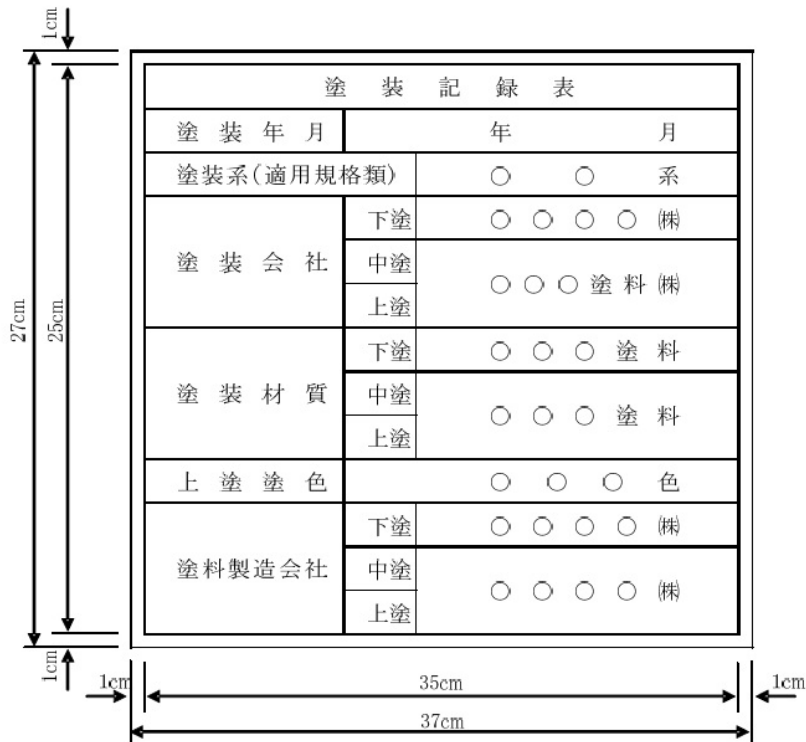 1cm
塗装記録表
塗装年月 年 月
塗装系(適用規格類) ○ ○ 系
塗装会社 下塗 ○ ○ ○ ○ ㈱
中塗 ○ ○ ○ 塗 料 ㈱
上塗
塗装材質 下塗 ○ ○ ○ 塗 料
中塗 ○ ○ ○ 塗 料
上塗
上塗塗色 ○ ○ ○ 色
塗料製造会社 下塗 ○ ○ ○ ○ ㈱
中塗 ○ ○ ○ ○ ㈱
上塗
27cm
25cm
1cm
1cm
35cm
1cm
37cm